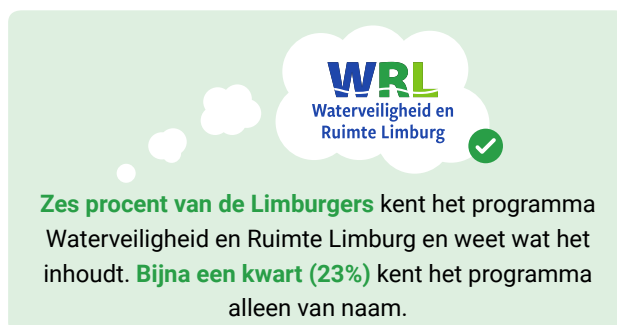 WRL
Waterveiligheid en
Ruimte Limburg
Zes procent van de Limburgers kent het programma
Waterveiligheid en Ruimte Limburg en weet wat het
inhoudt. Bijna een kwart (23%) kent het programma
alleen van naam.